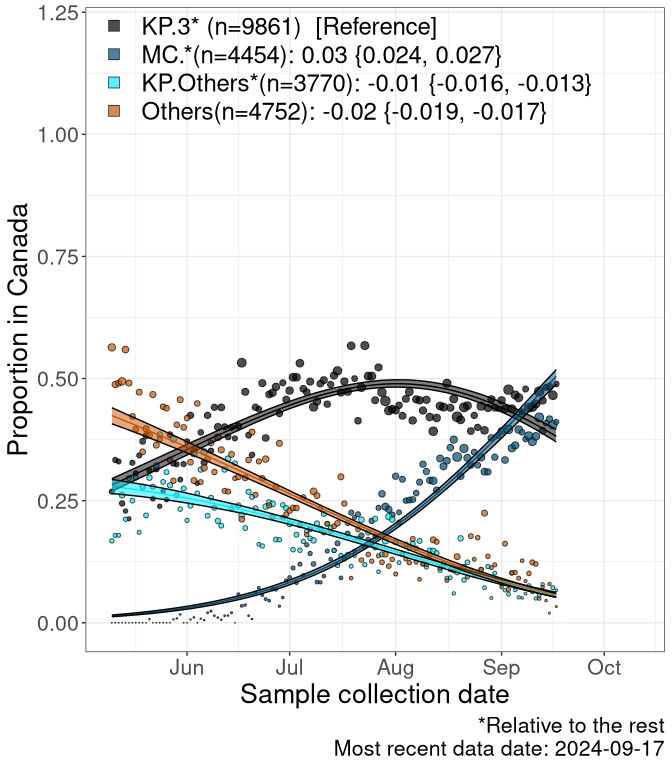 1.25
KP.3* (n=9861) [Reference]
MC.*(n=4454): 0.03 {0.024, 0.027}
KP.Others*(n=3770): -0.01 {-0.016, -0.013}
Others(n=4752): -0.02 {-0.019, -0.017}
1.00
0.75
0.50
0.25
0.00
Proportion in Canada
Jun Jul Aug Sep Oct
Sample collection date
*Relative to the rest
Most recent data date: 2024-09-17